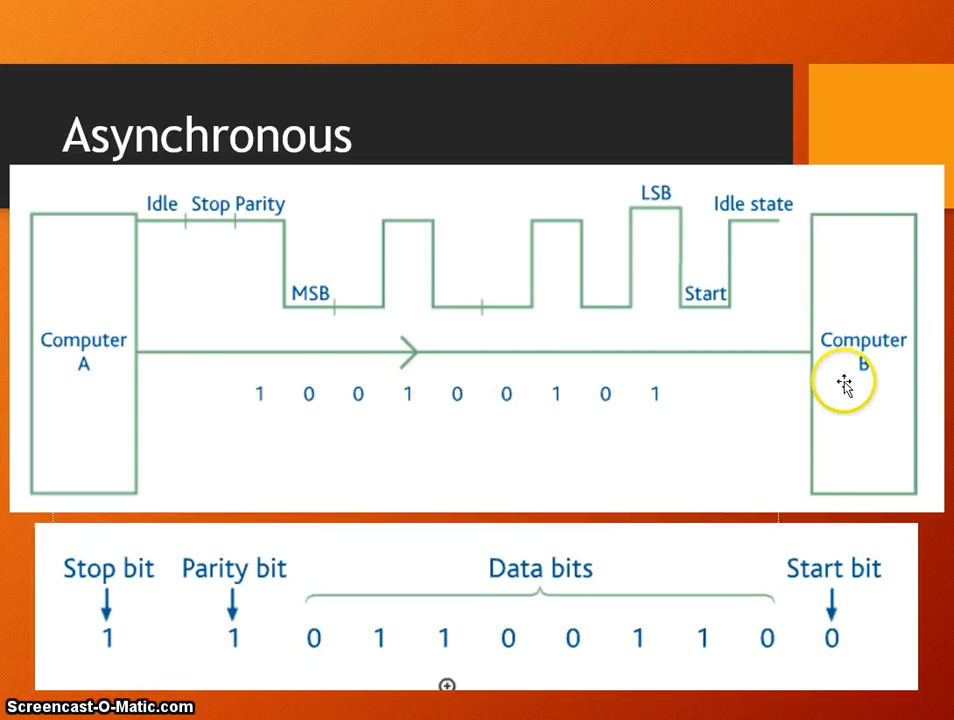 Asynchronous
Idle Stop Parity LSB Idle state
MSB Start
Computer A
Computer B
1 0 0 1 0 0 1 0 1
Stop bit Parity bit Data bits Start bit
1 1 0 1 1 0 0 1 1 0 0
Screencast-O-Matic.com